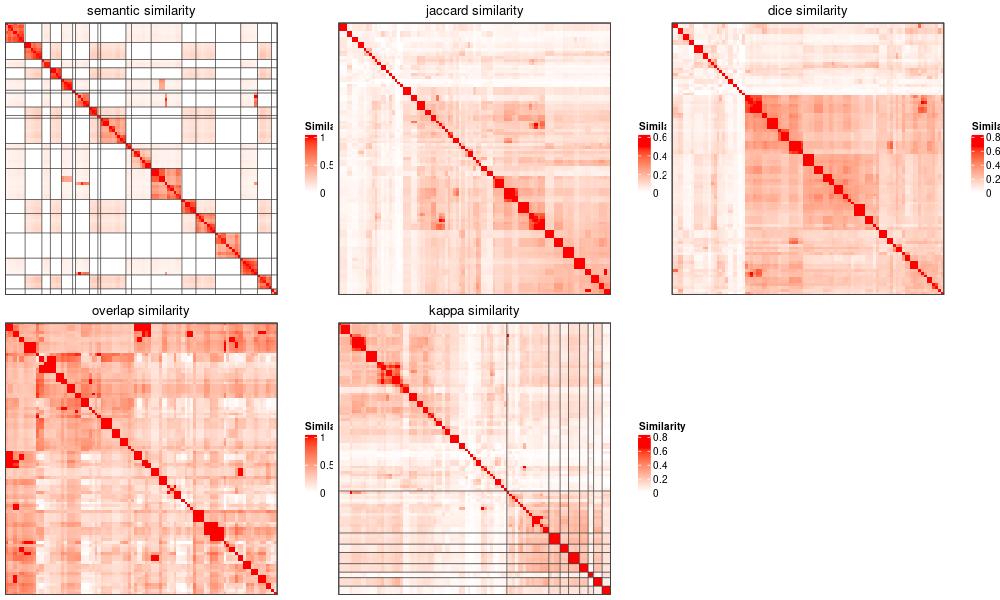 semantic similarity
jaccard similarity
dice similarity
Simila
1
0.5
0
Simila
0.6
0.4
0.2
0
Simila
0.8
0.6
0.4
0.2
0
overlap similarity
kappa similarity
Simila
1
0.5
0
Similarity
0.8
0.6
0.4
0.2
0